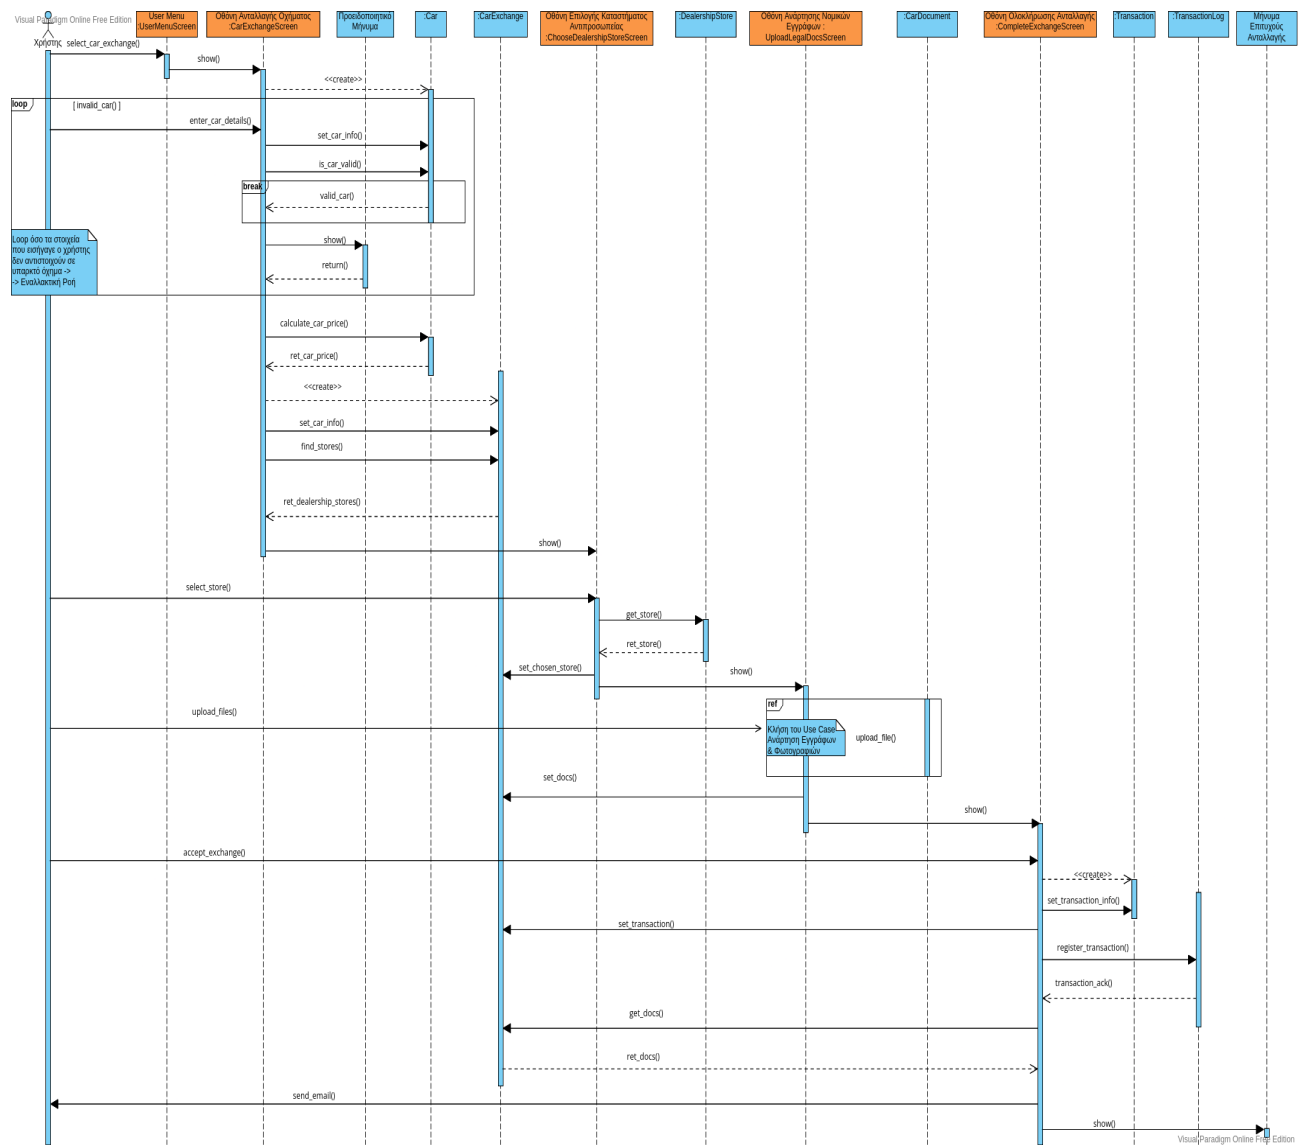 Visual Paradigm Online Free Edition
Χρήστης
User Menu
:UserMenuScreen
Οθόνη Ανταλλαγής Οχήματος
:CarExchangeScreen
Προειδοποιητικό
Μήνυμα
:Car
:CarExchange
Οθόνη Επιλογής Καταστήματος
Αντιπροσωπείας
:ChooseDealershipStoreScreen
:DealershipStore
Οθόνη Ανάρτησης Νομικών
Εγγράφων :
UploadLegalDocsScreen
:CarDocument
Οθόνη Ολοκλήρωσης Ανταλλαγής
:CompleteExchangeScreen
:Transaction
:TransactionLog
Μήνυμα
Επιτυχούς
Ανταλλαγής
select_car_exchange()
show()
<<create>>
loop
[ invalid_car() ]
enter_car_details()
set_car_info()
is_car_valid()
break
valid_car()
Loop όσο τα στοιχεία
που εισήγαγε ο χρήστης
δεν αντιστοιχούν σε
υπαρκτό όχημα ->
-> Εναλλακτική Ροή
show()
return()
calculate_car_price()
ret_car_price()
<<create>>
set_car_info()
find_stores()
ret_dealership_stores()
show()
select_store()
get_store()
ret_store()
set_chosen_store()
show()
ref
upload_files()
Κλήση του Use Case
Ανάρτηση Εγγράφων
& Φωτογραφιών
upload_file()
set_docs()
show()
accept_exchange()
<<create>>
set_transaction_info()
set_transaction()
register_transaction()
transaction_ack()
get_docs()
ret_docs()
send_email()
show()
Visual Paradigm Online Free Edition